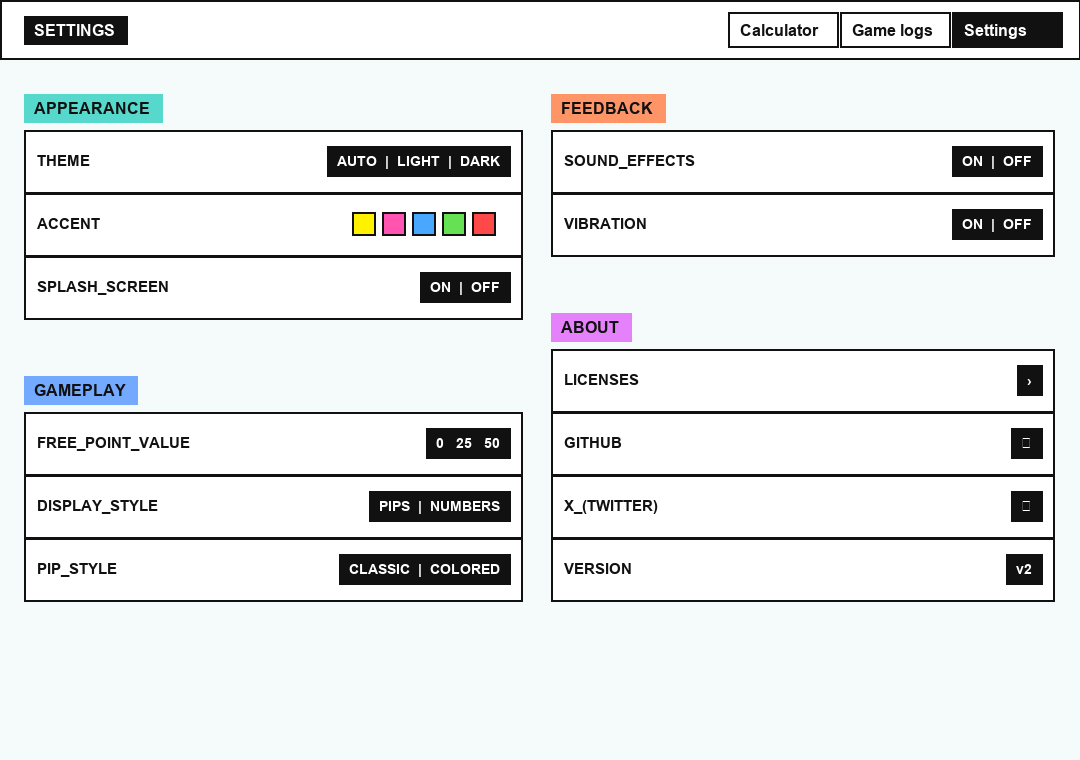 SETTINGS
Calculator
Game logs
Settings
APPEARANCE
THEME
AUTO | LIGHT | DARK
ACCENT
SPLASH_SCREEN
ON | OFF
GAMEPLAY
FREE_POINT_VALUE
0 25 50
DISPLAY_STYLE
PIPS | NUMBERS
PIP_STYLE
CLASSIC | COLORED
FEEDBACK
SOUND_EFFECTS
ON | OFF
VIBRATION
ON | OFF
ABOUT
LICENSES
›
GITHUB
X_(TWITTER)
VERSION
v2